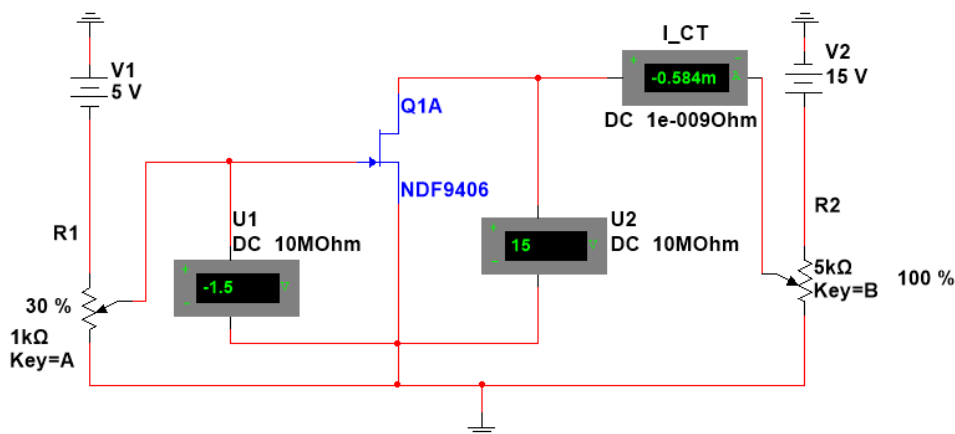 I_CT
V1
5 V
V2
15 V
+
-
-0.584m
A
Q1A
DC 1e-009Ohm
NDF9406
R1
U1
DC 10MOhm
U2
DC 10MOhm
R2
+
-
-1.5
V
+
-
15
V
30 %
1kΩ
Key=A
5kΩ
Key=B
100 %